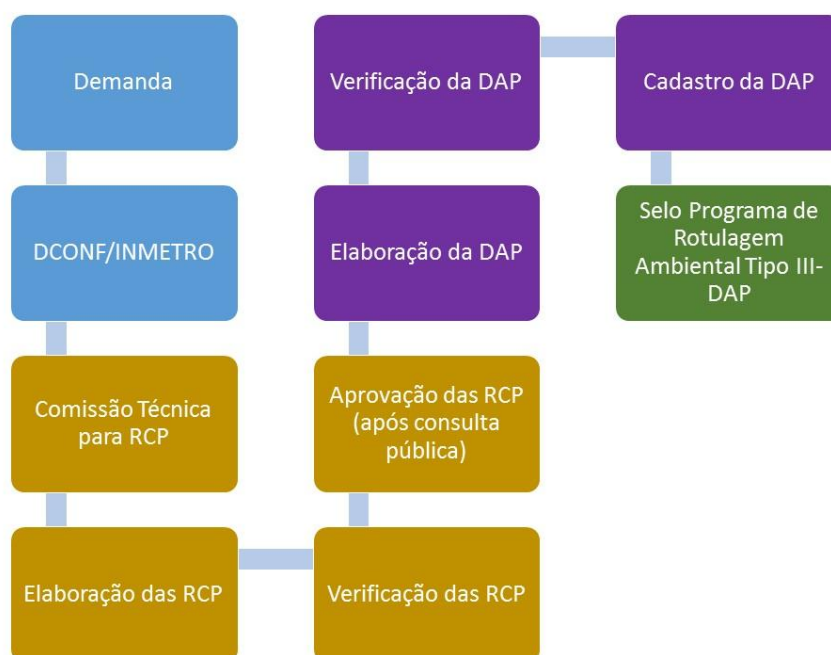 Demanda
DCONF/INMETRO
Comissão Técnica
para RCP
Elaboração das RCP
Verificação das RCP
Aprovação das RCP
(após consulta
pública)
Elaboração da DAP
Verificação da DAP
Cadastro da DAP
Selo Programa de
Rotulagem
Ambiental Tipo III-
DAP